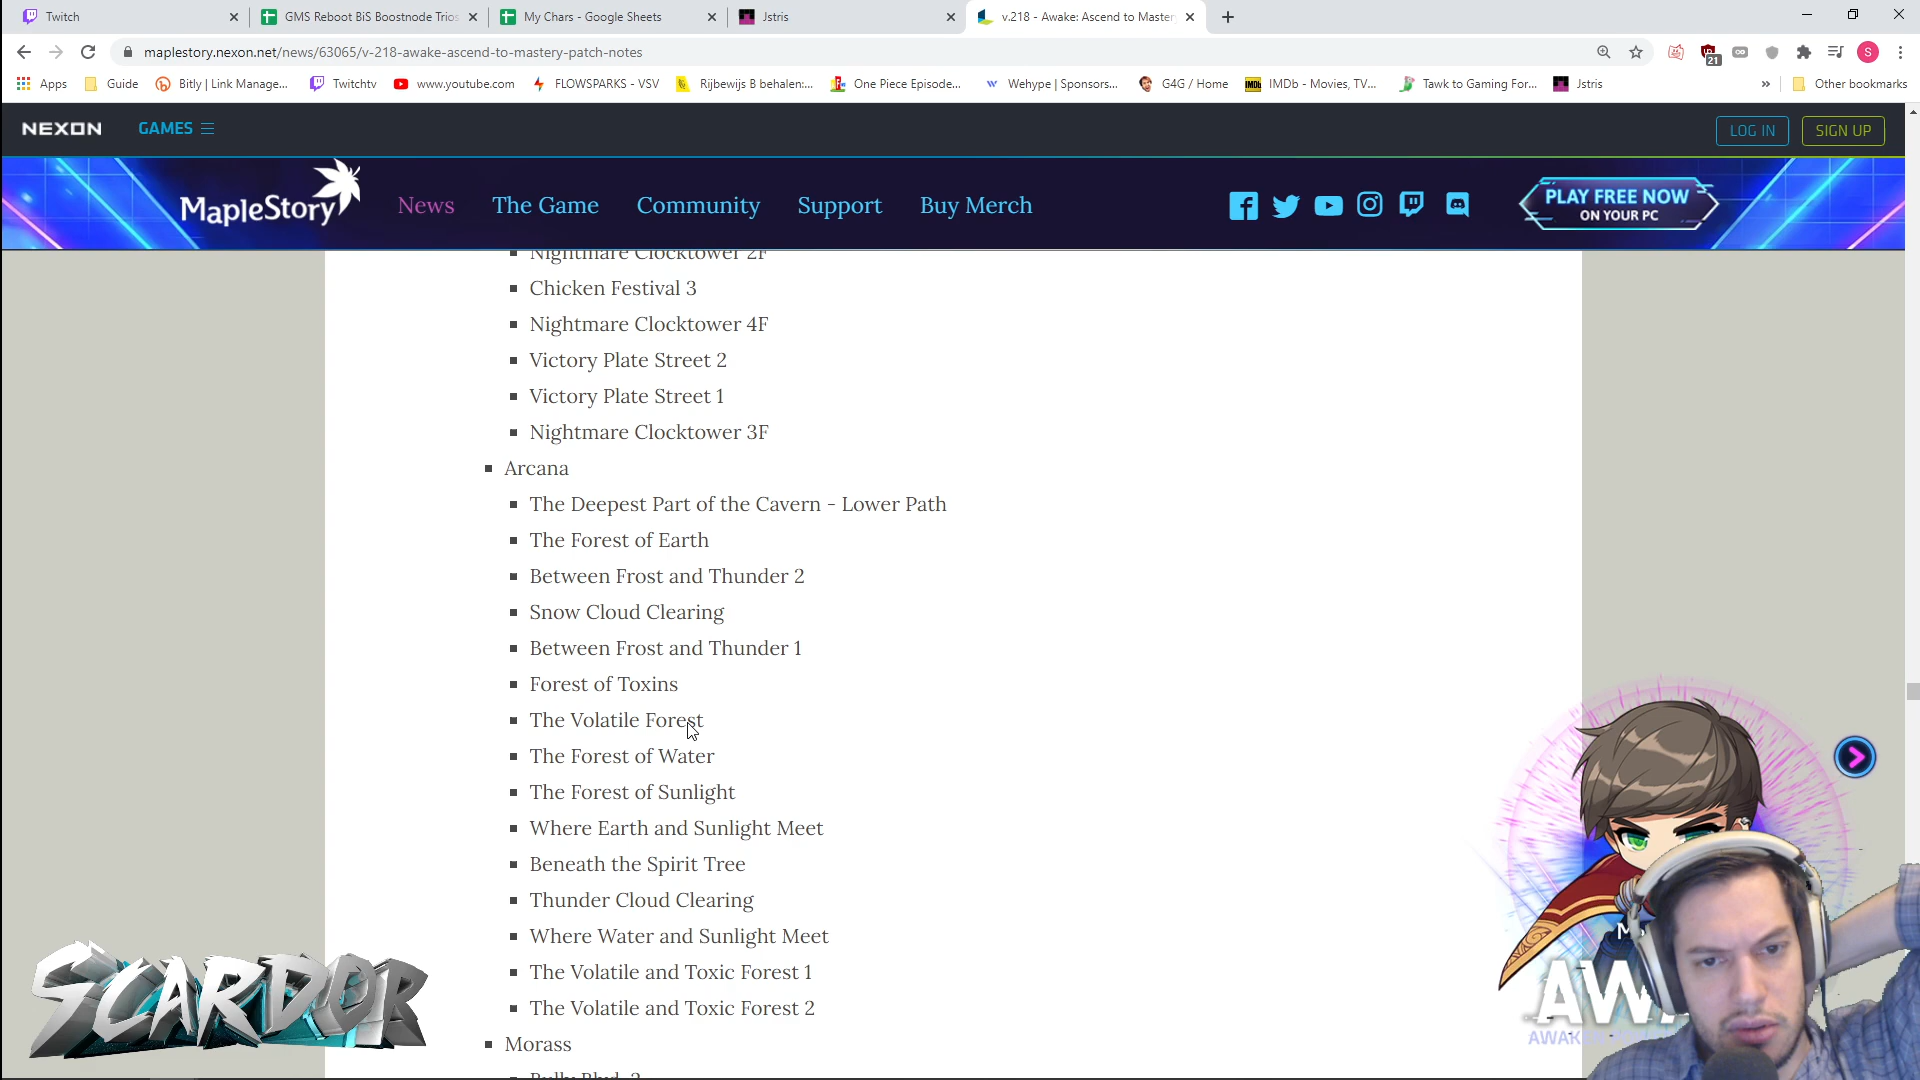 Twitch
GMS Reboot BiS Boostnode Trios
My Chars - Google Sheets
Jstris
v.218 - Awake: Ascend to Master
maplestory.nexon.net/news/63065/v-218-awake-ascend-to-mastery-patch-notes
21
S
Apps
Guide
Bitly | Link Manage...
Twitchtv
www.youtube.com
FLOWSPARKS - VSV
Rijbewijs B behalen:...
One Piece Episode...
Wehype | Sponsors...
G4G / Home
IMDb - Movies, TV...
Tawk to Gaming For...
Jstris
»
Other bookmarks
NEXON
GAMES
LOG IN
SIGN UP
MapleStory
News
The Game
Community
Support
Buy Merch
PLAY FREE NOW
ON YOUR PC
Nightmare Clocktower 2F
Chicken Festival 3
Nightmare Clocktower 4F
Victory Plate Street 2
Victory Plate Street 1
Nightmare Clocktower 3F
Arcana
The Deepest Part of the Cavern - Lower Path
The Forest of Earth
Between Frost and Thunder 2
Snow Cloud Clearing
Between Frost and Thunder 1
Forest of Toxins
The Volatile Forest
The Forest of Water
The Forest of Sunlight
Where Earth and Sunlight Meet
Beneath the Spirit Tree
Thunder Cloud Clearing
Where Water and Sunlight Meet
The Volatile and Toxic Forest 1
The Volatile and Toxic Forest 2
Morass
SCARDOR
AW